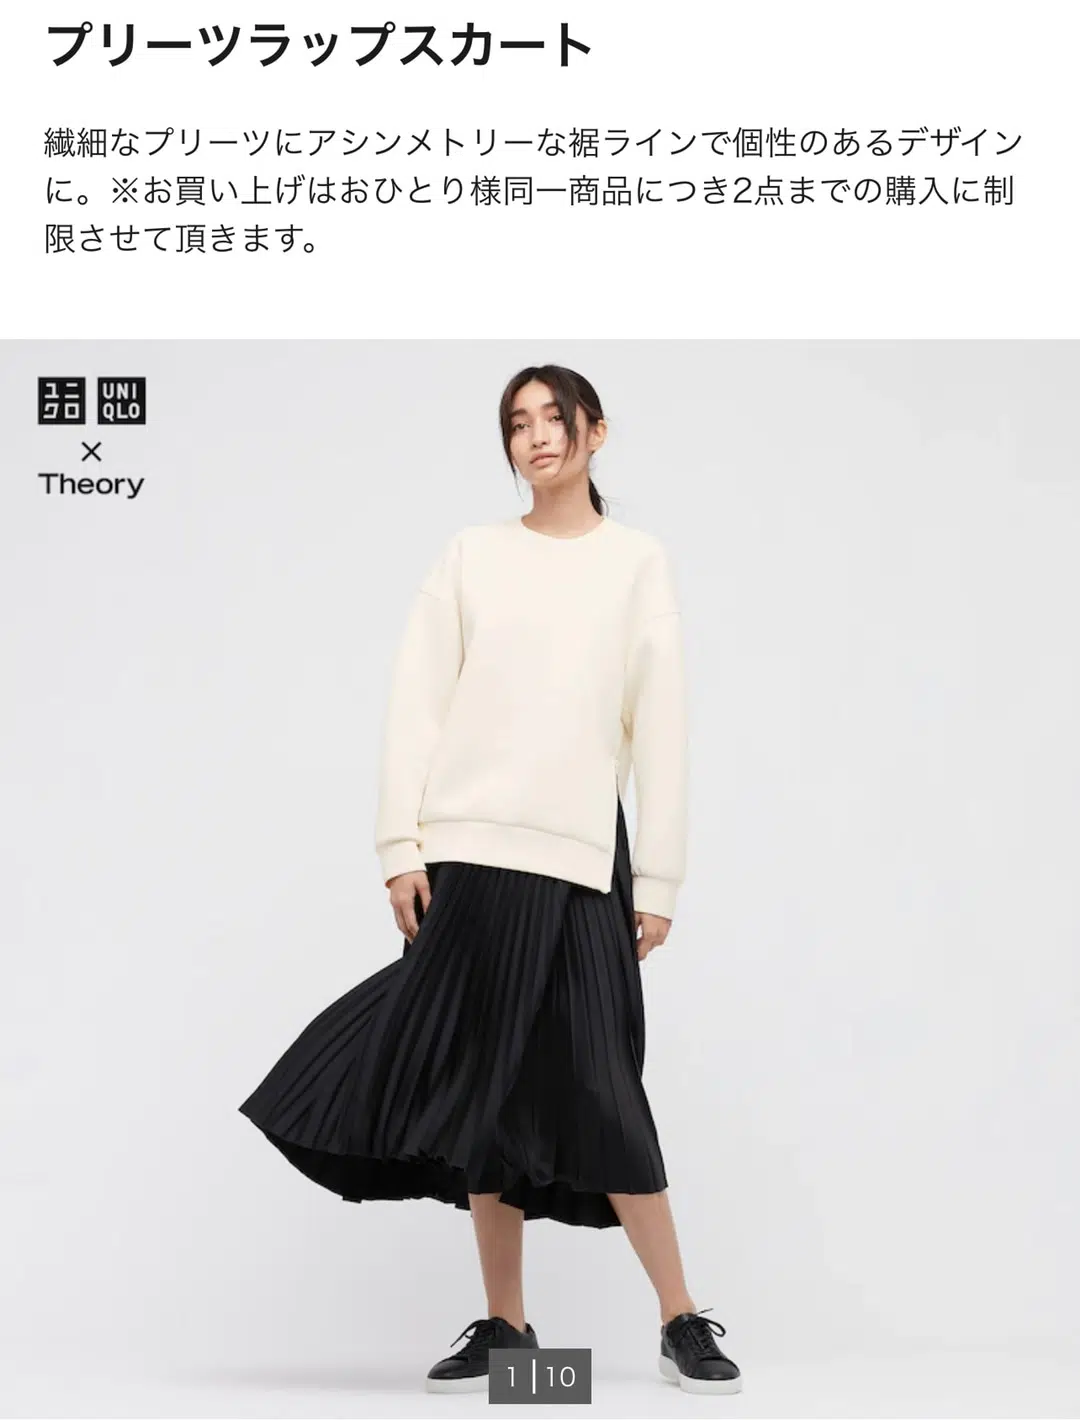 プリーツラップスカート
繊細なプリーツにアシンメトリーな裾ラインで個性のあるデザイン
に。※お買い上げはおひとり様同一商品につき2点までの購入に制
限させて頂きます。
ユニ UNI
クロ QLO
×
Theory
1|10